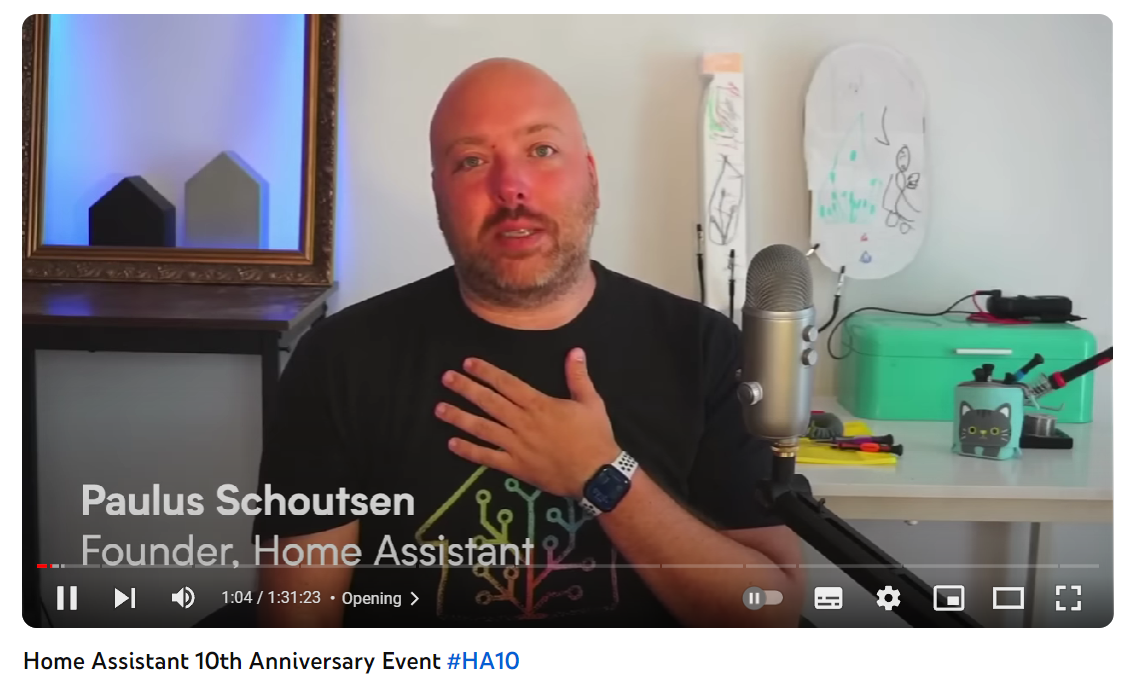 Paulus Schoutsen
Founder, Home Assistant
1:04 / 1:31:23 • Opening >
Home Assistant 10th Anniversary Event #HA10